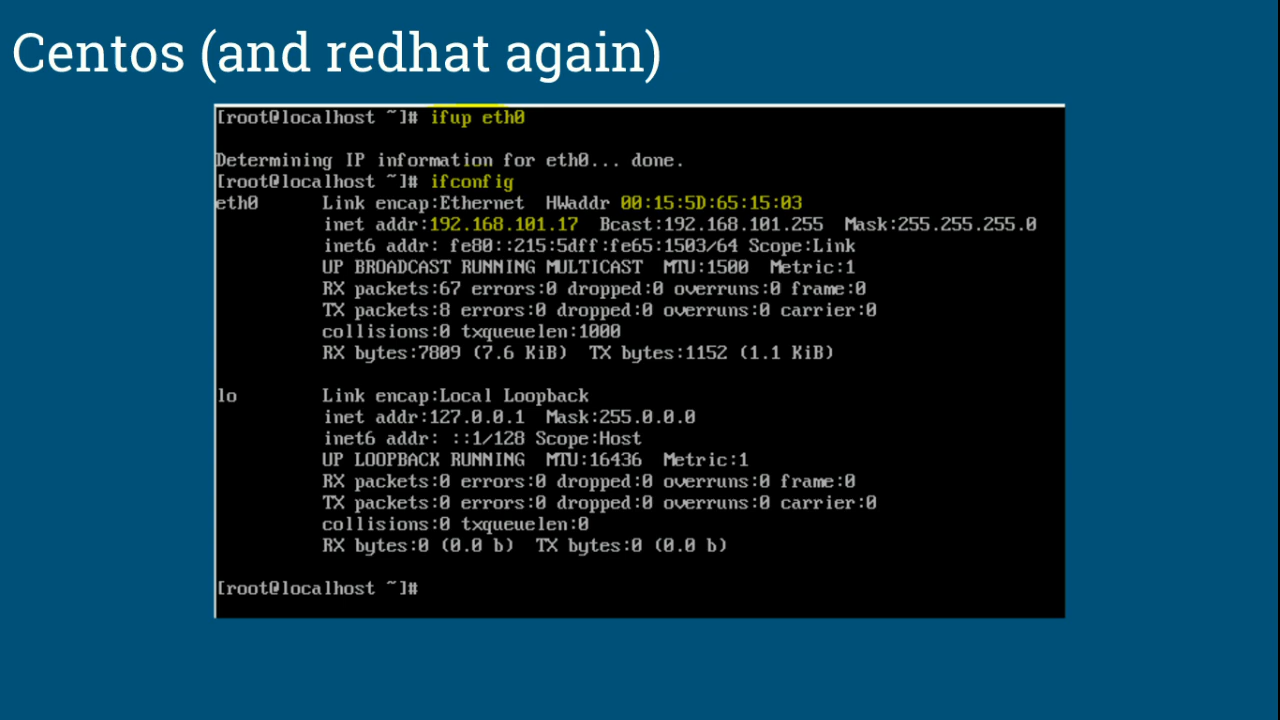 Centos (and redhat again)
[root@localhost ~]# ifup eth0
Determining IP information for eth0... done.
[root@localhost ~]# ifconfig
eth0 Link encap:Ethernet HWaddr 00:15:5D:65:15:03
inet addr:192.168.101.17 Bcast:192.168.101.255 Mask:255.255.255.0
inet6 addr: fe80::215:5dff:fe65:1503/64 Scope:Link
UP BROADCAST RUNNING MULTICAST MTU:1500 Metric:1
RX packets:67 errors:0 dropped:0 overruns:0 frame:0
TX packets:8 errors:0 dropped:0 overruns:0 carrier:0
collisions:0 txqueuelen:1000
RX bytes:7809 (7.6 KiB) TX bytes:1152 (1.1 KiB)
lo Link encap:Local Loopback
inet addr:127.0.0.1 Mask:255.0.0.0
inet6 addr: ::1/128 Scope:Host
UP LOOPBACK RUNNING MTU:16436 Metric:1
RX packets:0 errors:0 dropped:0 overruns:0 frame:0
TX packets:0 errors:0 dropped:0 overruns:0 carrier:0
collisions:0 txqueuelen:0
RX bytes:0 (0.0 b) TX bytes:0 (0.0 b)
[root@localhost ~]#